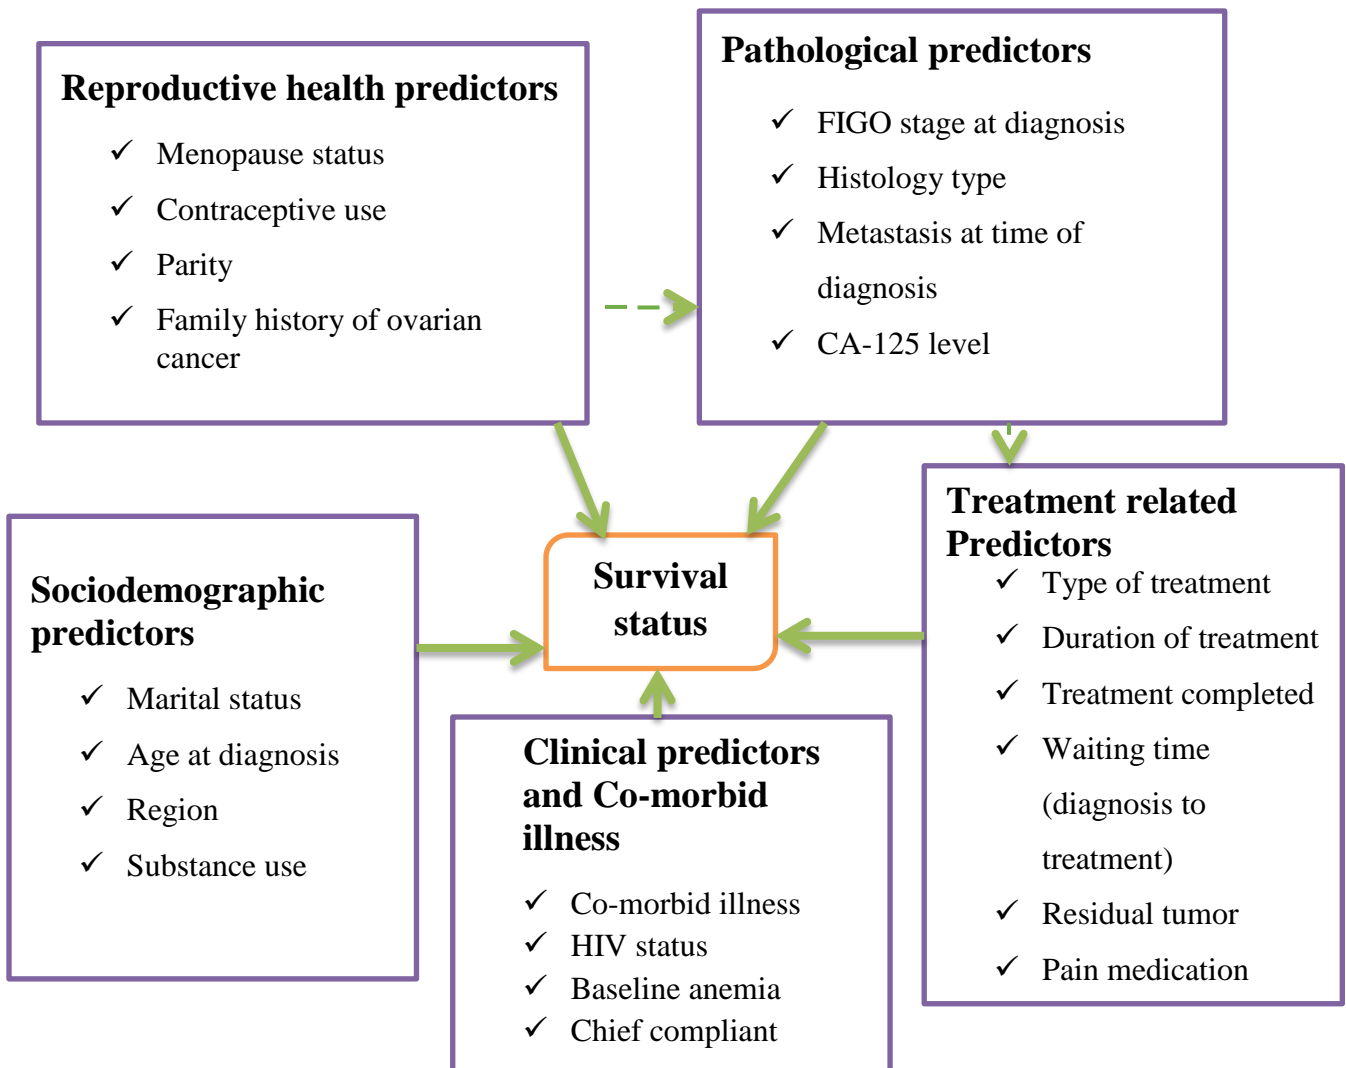 Reproductive health predictors
✓ Menopause status
✓ Contraceptive use
✓ Parity
✓ Family history of ovarian
cancer
Pathological predictors
✓ FIGO stage at diagnosis
✓ Histology type
✓ Metastasis at time of
diagnosis
✓ CA-125 level
Sociodemographic
predictors
✓ Marital status
✓ Age at diagnosis
✓ Region
✓ Substance use
Survival
status
Treatment related
Predictors
✓ Type of treatment
✓ Duration of treatment
✓ Treatment completed
✓ Waiting time
(diagnosis to
treatment)
✓ Residual tumor
✓ Pain medication
Clinical predictors
and Co-morbid
illness
✓ Co-morbid illness
✓ HIV status
✓ Baseline anemia
✓ Chief compliant